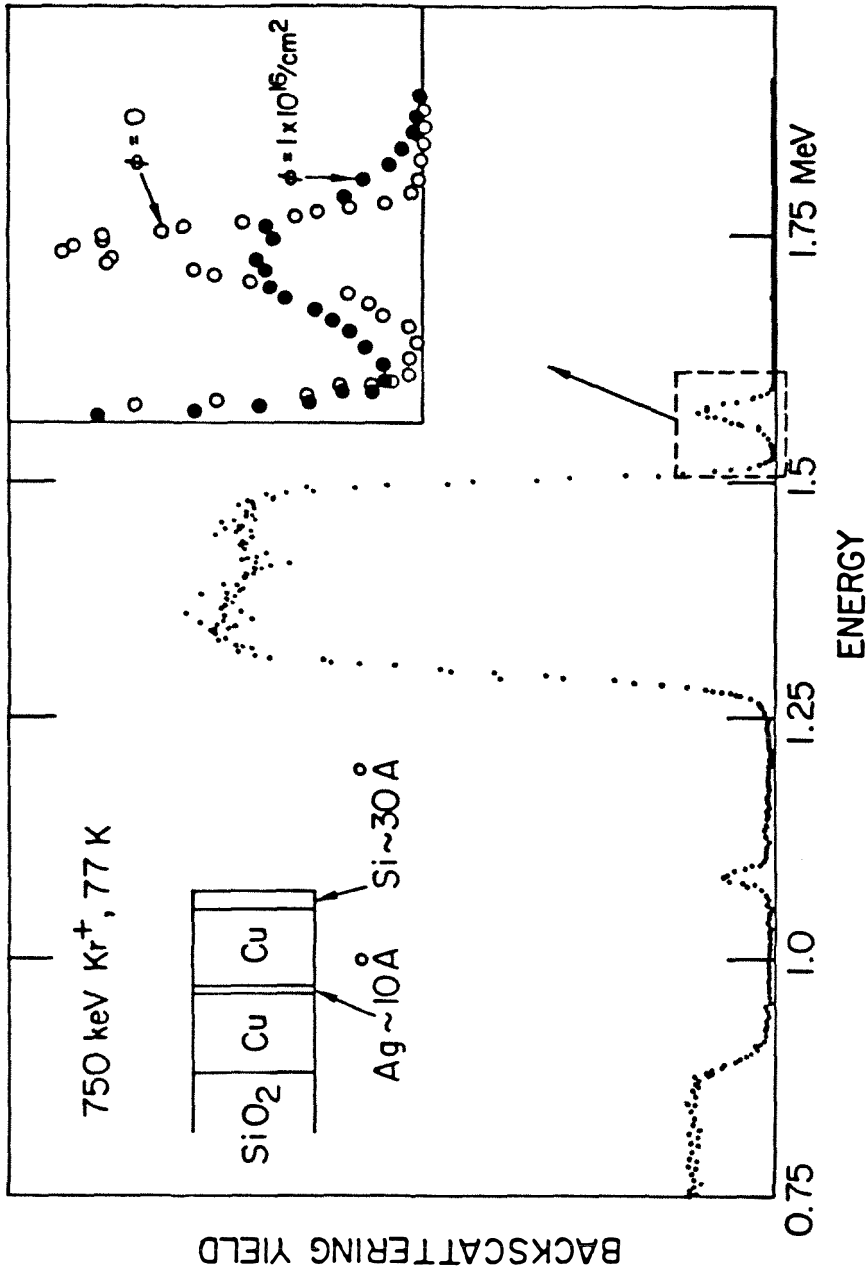 750 keV Kr⁺, 77 K
SiO₂
Cu
Cu
Ag ~10Å
Si ~30Å
ϕ = 0
ϕ = 1 x 10¹⁶/cm²
0.75
1.0
1.25
1.5
1.75 MeV
ENERGY
BACKSCATTERING YIELD